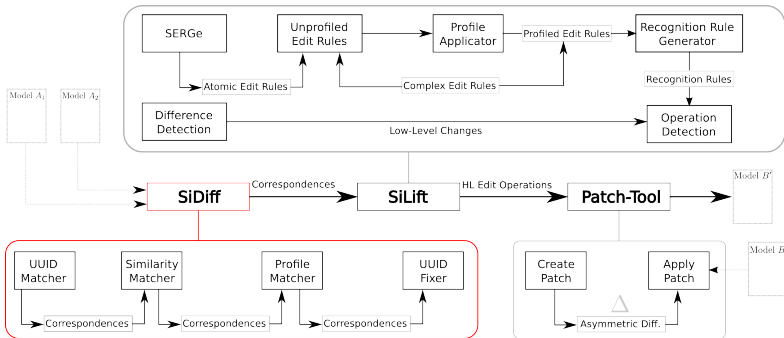 SERGe
Unprofiled
Edit Rules
Profile
Applicator
Profiled Edit Rules
Recognition Rule
Generator
Atomic Edit Rules
Complex Edit Rules
Recognition Rules
Model A1
Model A2
Difference
Detection
Low-Level Changes
Operation
Detection
SiDiff
Correspondences
SiLift
HL Edit Operations
Patch-Tool
Model B'
UUID
Matcher
Similarity
Matcher
Profile
Matcher
UUID
Fixer
Correspondences
Correspondences
Correspondences
Create
Patch
Apply
Patch
Δ
Asymmetric Diff.
Model B